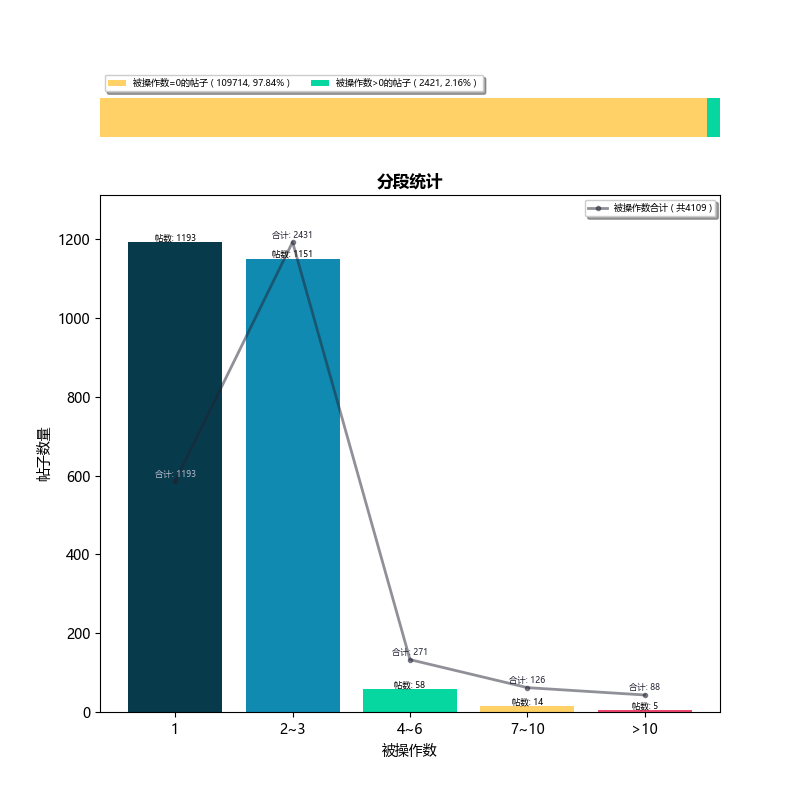 被操作数=0的帖子 ( 109714, 97.84% ) 被操作数>0的帖子 ( 2421, 2.16% )
分段统计
被操作数合计 ( 共4109 )
1200
1000
800
600
400
200
0
帖子数量
帖数: 1193
合计: 2431
帖数: 1151
合计: 1193
合计: 271
帖数: 58
合计: 126
帖数: 14
合计: 88
帖数: 5
1 2~3 4~6 7~10 >10
被操作数